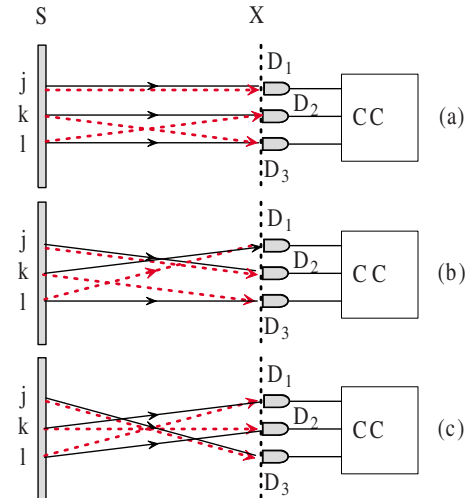 S X
j D₁
k D₂ CC (a)
l
D₃
j D₁
k D₂ CC (b)
l
D₃
j D₁
k D₂ CC (c)
l
D₃